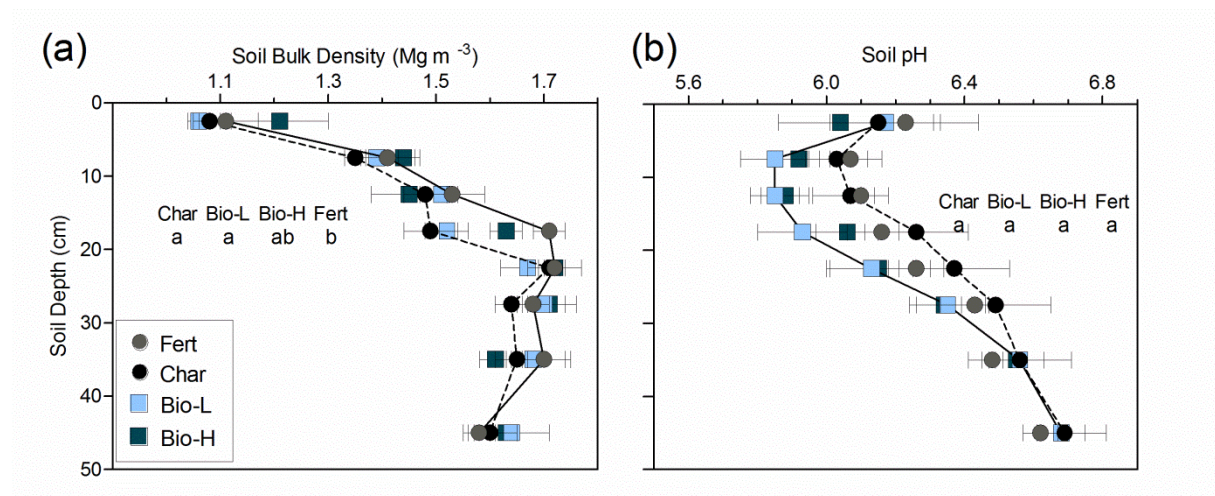 (a)
Soil Bulk Density (Mg m -3)
1.1 1.3 1.5 1.7
0
10
20
30
40
50
Soil Depth (cm)
Char Bio-L Bio-H Fert
a a ab b
Fert
Char
Bio-L
Bio-H
(b)
Soil pH
5.6 6.0 6.4 6.8
Char Bio-L Bio-H Fert
a a a a